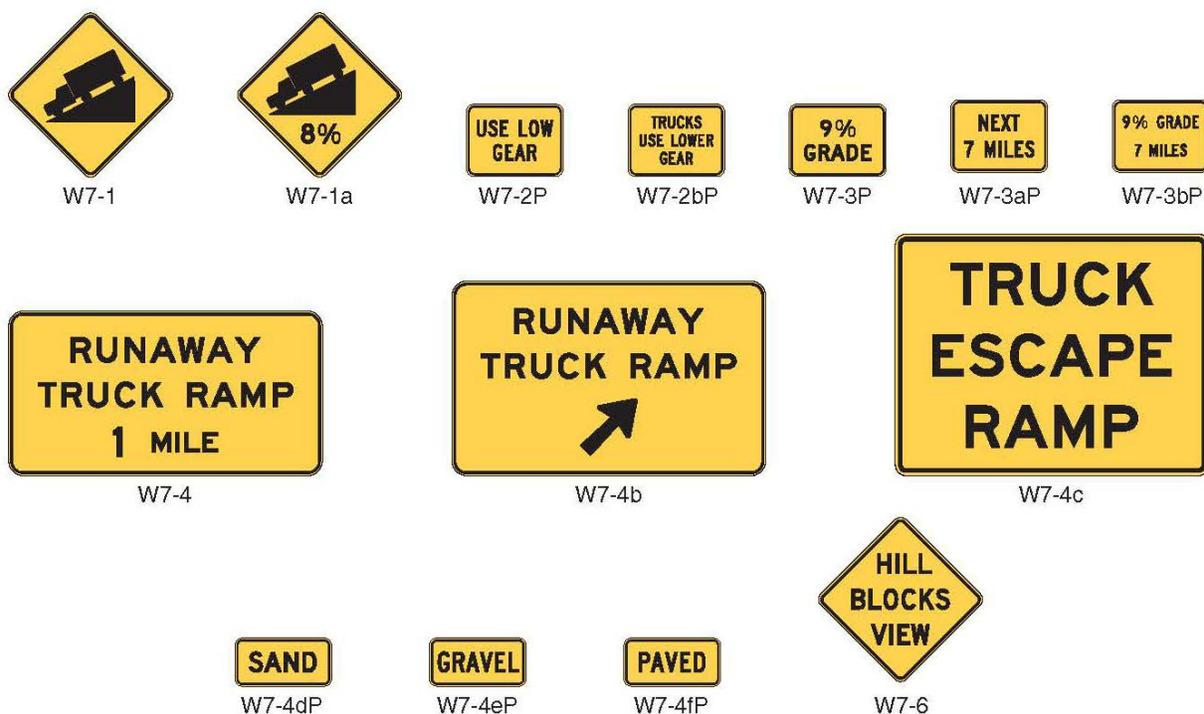 8%
W7-1
W7-1a
USE LOW
GEAR
W7-2P
TRUCKS
USE LOWER
GEAR
W7-2bP
9%
GRADE
W7-3P
NEXT
7 MILES
W7-3aP
9% GRADE
7 MILES
W7-3bP
RUNAWAY
TRUCK RAMP
1 MILE
W7-4
RUNAWAY
TRUCK RAMP
W7-4b
TRUCK
ESCAPE
RAMP
W7-4c
SAND
W7-4dP
GRAVEL
W7-4eP
PAVED
W7-4fP
HILL
BLOCKS
VIEW
W7-6